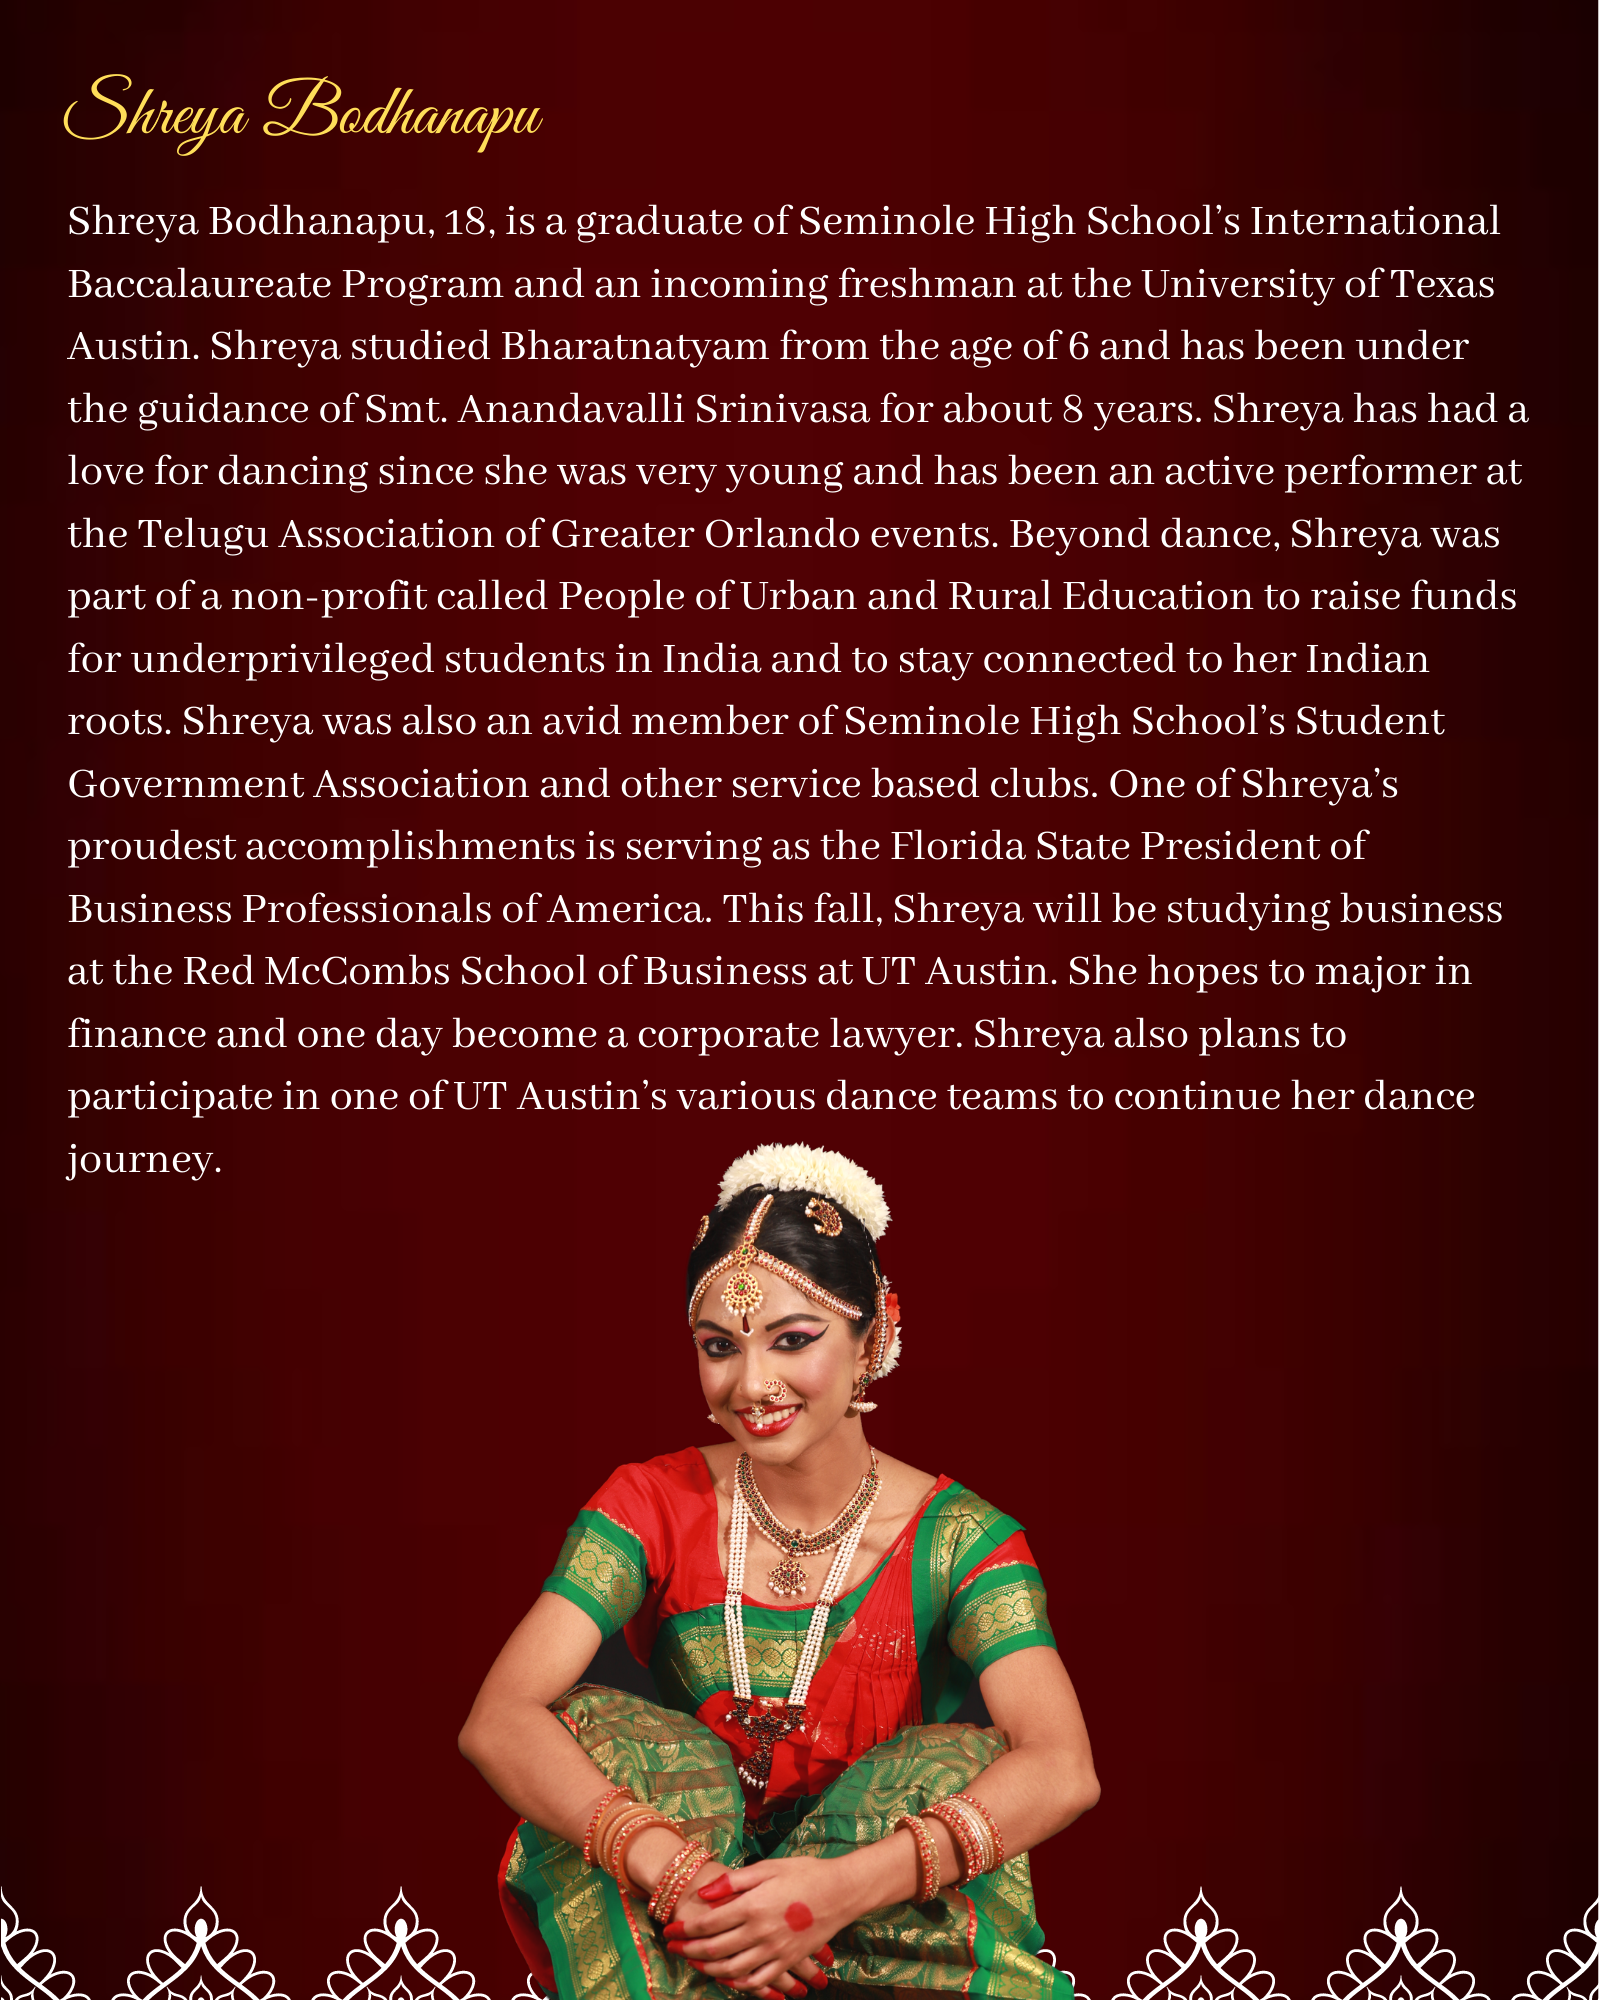 Shreya Bodhanapu
Shreya Bodhanapu, 18, is a graduate of Seminole High School’s International
Baccalaureate Program and an incoming freshman at the University of Texas
Austin. Shreya studied Bharatnatyam from the age of 6 and has been under
the guidance of Smt. Anandavalli Srinivasa for about 8 years. Shreya has had a
love for dancing since she was very young and has been an active performer at
the Telugu Association of Greater Orlando events. Beyond dance, Shreya was
part of a non-profit called People of Urban and Rural Education to raise funds
for underprivileged students in India and to stay connected to her Indian
roots. Shreya was also an avid member of Seminole High School’s Student
Government Association and other service based clubs. One of Shreya’s
proudest accomplishments is serving as the Florida State President of
Business Professionals of America. This fall, Shreya will be studying business
at the Red McCombs School of Business at UT Austin. She hopes to major in
finance and one day become a corporate lawyer. Shreya also plans to
participate in one of UT Austin’s various dance teams to continue her dance
journey.